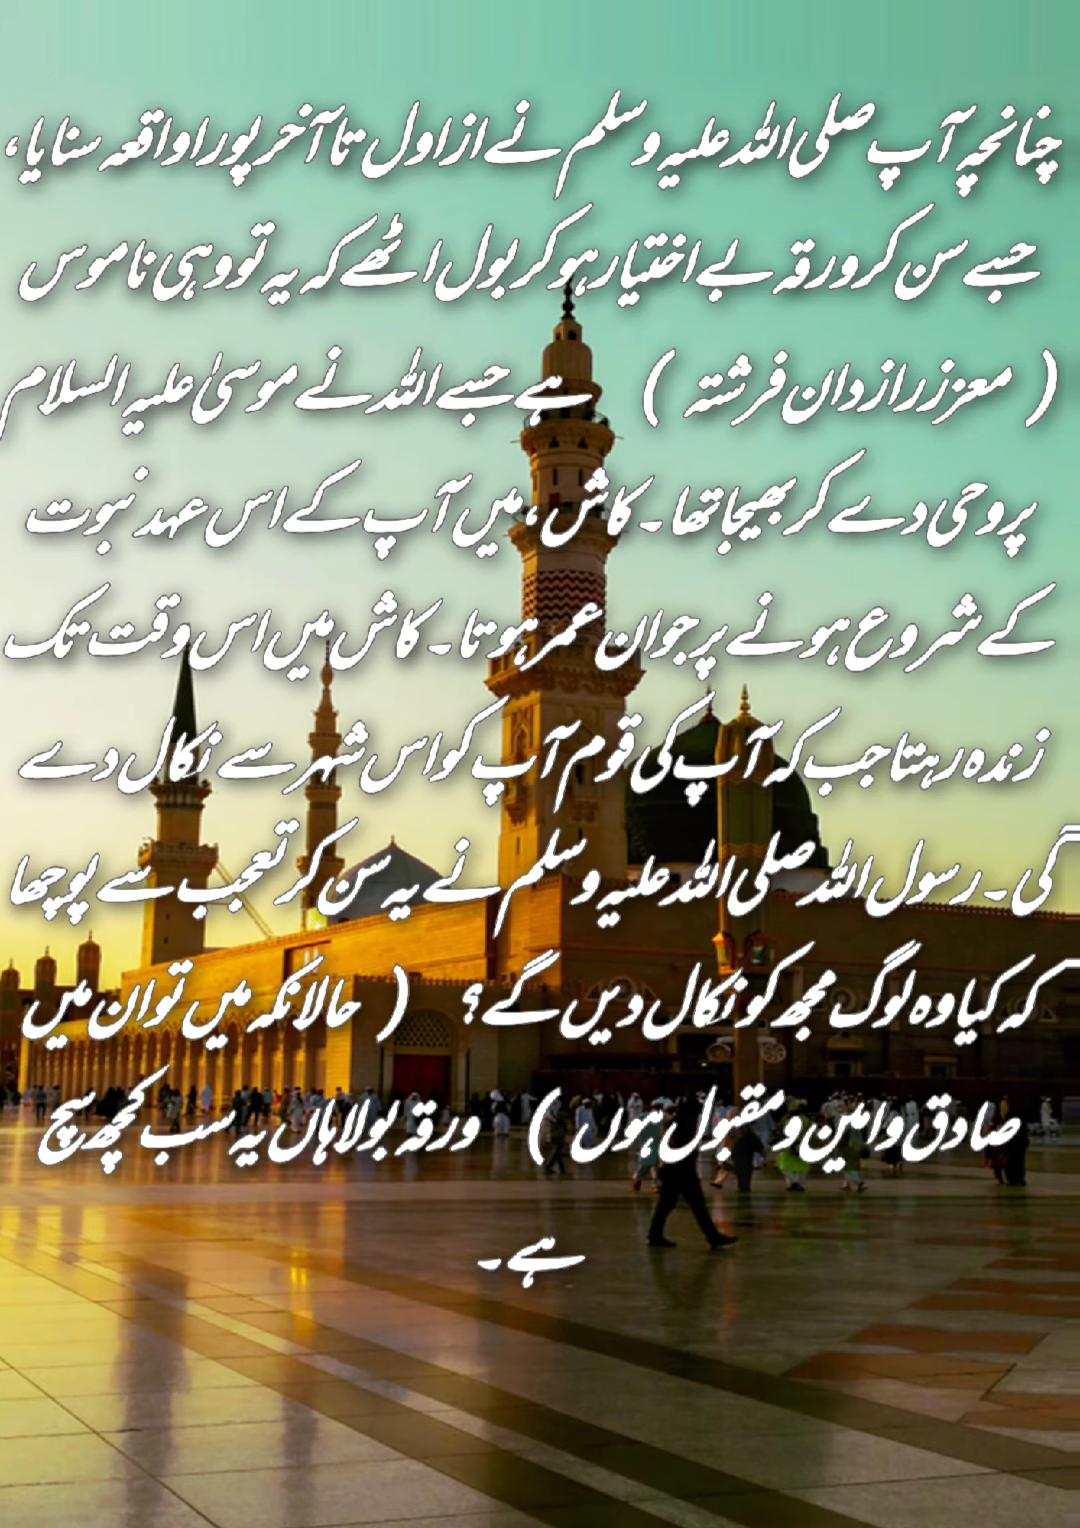 چنانچہ آپ صلی اللہ علیہ وسلم نے از اول تا آخر پورا واقعہ سنایا،
جسے سن کر ورقہ بے اختیار ہو کر بول اٹھے کہ یہ تو وہی ناموس
( معزز رازدان فرشتہ ) ہے جسے اللہ نے موسیٰ علیہ السلام
پر وحی دے کر بھیجا تھا۔ کاش، میں آپ کے اس عہد نبوت
کے شروع ہونے پر جوان عمر ہوتا۔ کاش میں اس وقت تک
زندہ رہتا جب کہ آپ کی قوم آپ کو اس شہر سے نکال دے
گی۔ رسول اللہ صلی اللہ علیہ وسلم نے یہ سن کر تعجب سے پوچھا
کہ کیا وہ لوگ مجھ کو نکال دیں گے؟ ( حالانکہ میں تو ان میں
صادق و امین و مقبول ہوں ) ورقہ بولا ہاں یہ سب کچھ سچ
ہے۔